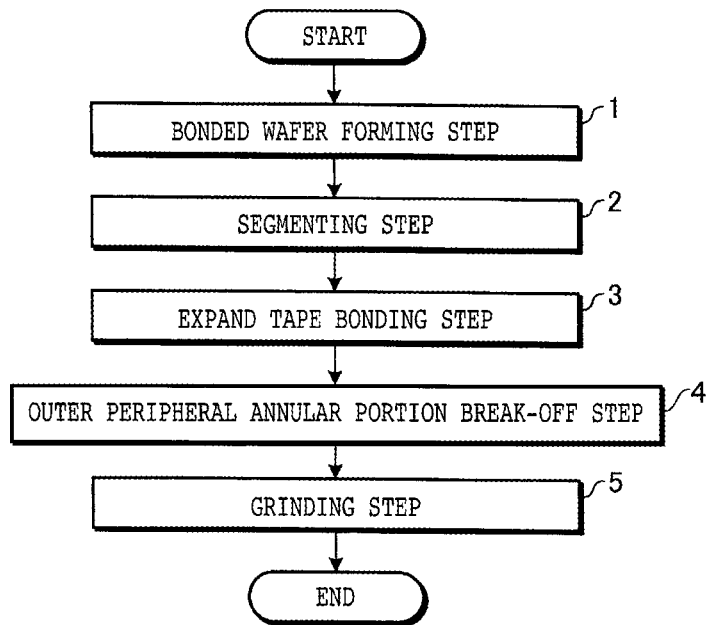 START
1
BONDED WAFER FORMING STEP
2
SEGMENTING STEP
3
EXPAND TAPE BONDING STEP
4
OUTER PERIPHERAL ANNULAR PORTION BREAK-OFF STEP
5
GRINDING STEP
END